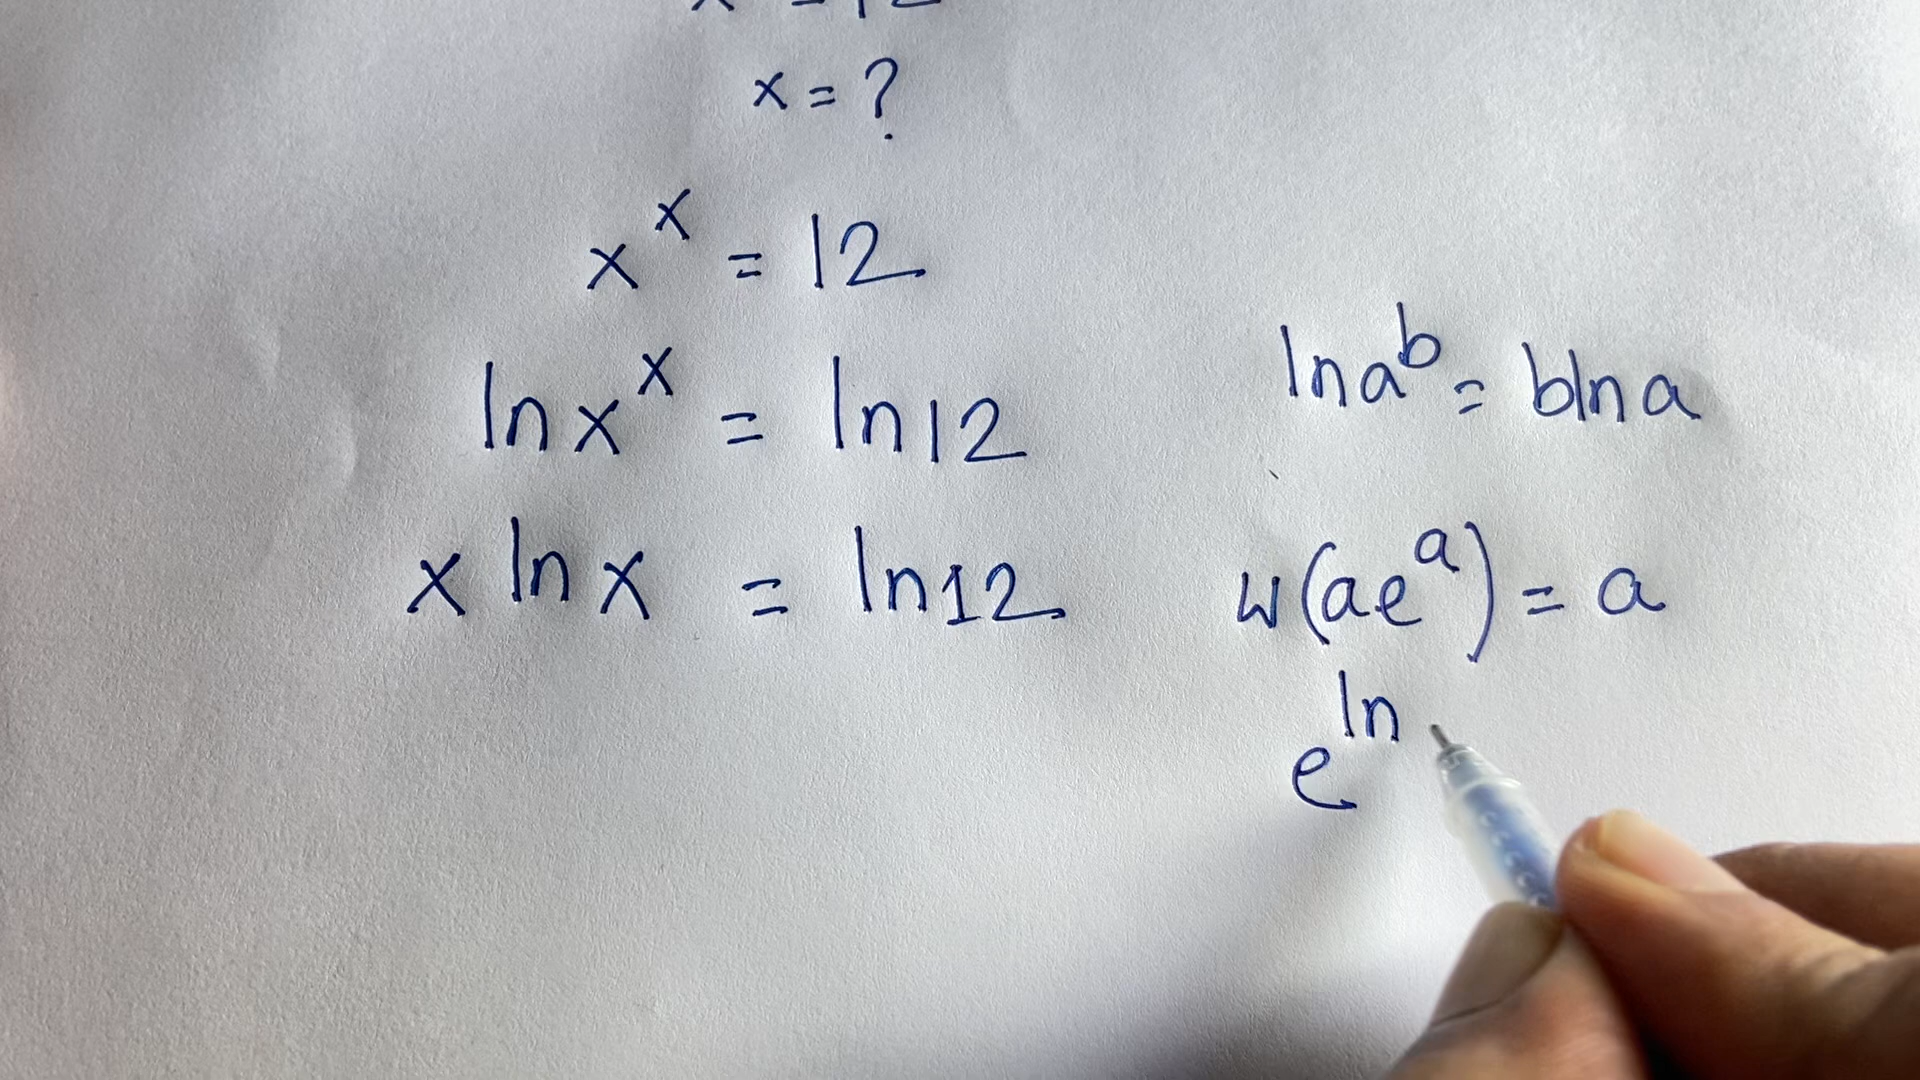 x = ?
x^x = 12
ln x^x = ln 12
x ln x = ln 12
ln a^b = b ln a
W(ae^a) = a
e^ln